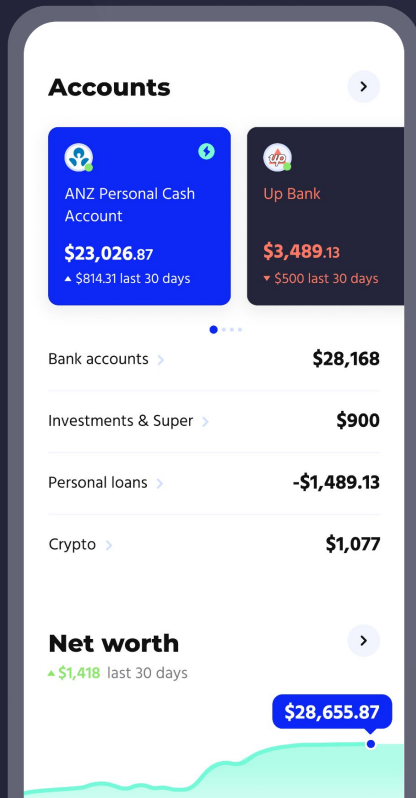 Accounts
up
ANZ Personal Cash
Account
Up Bank
$23,026.87
$3,489.13
$814.31 last 30 days
$500 last 30 days
Bank accounts
$28,168
Investments & Super
$900
Personal loans
-$1,489.13
Crypto
$1,077
Net worth
$1,418 last 30 days
$28,655.87